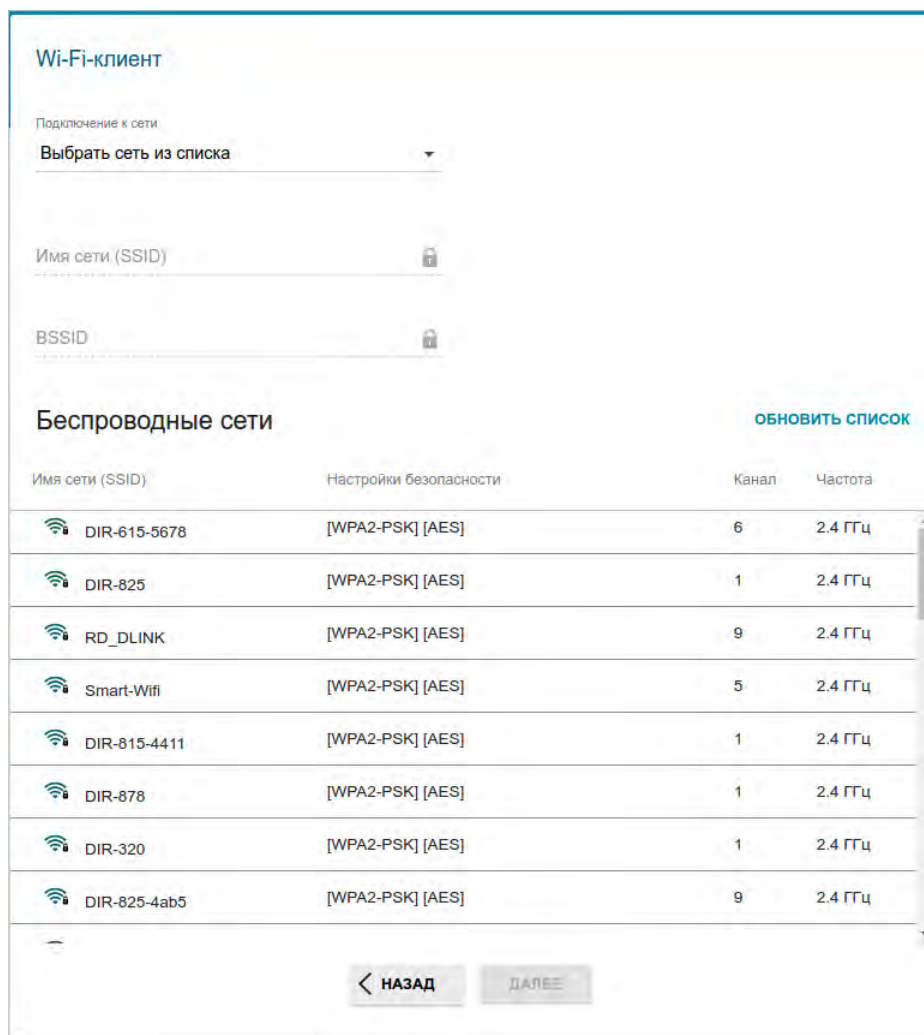 Wi-Fi-клиент
Подключение к сети
Выбрать сеть из списка
Имя сети (SSID)
BSSID
Беспроводные сети ОБНОВИТЬ СПИСОК
Имя сети (SSID) Настройки безопасности Канал Частота
DIR-615-5678 [WPA2-PSK] [AES] 6 2.4 ГГц
DIR-825 [WPA2-PSK] [AES] 1 2.4 ГГц
RD_DLINK [WPA2-PSK] [AES] 9 2.4 ГГц
Smart-Wifi [WPA2-PSK] [AES] 5 2.4 ГГц
DIR-815-4411 [WPA2-PSK] [AES] 1 2.4 ГГц
DIR-878 [WPA2-PSK] [AES] 1 2.4 ГГц
DIR-320 [WPA2-PSK] [AES] 1 2.4 ГГц
DIR-825-4ab5 [WPA2-PSK] [AES] 9 2.4 ГГц
НАЗАД ДАЛЕЕ